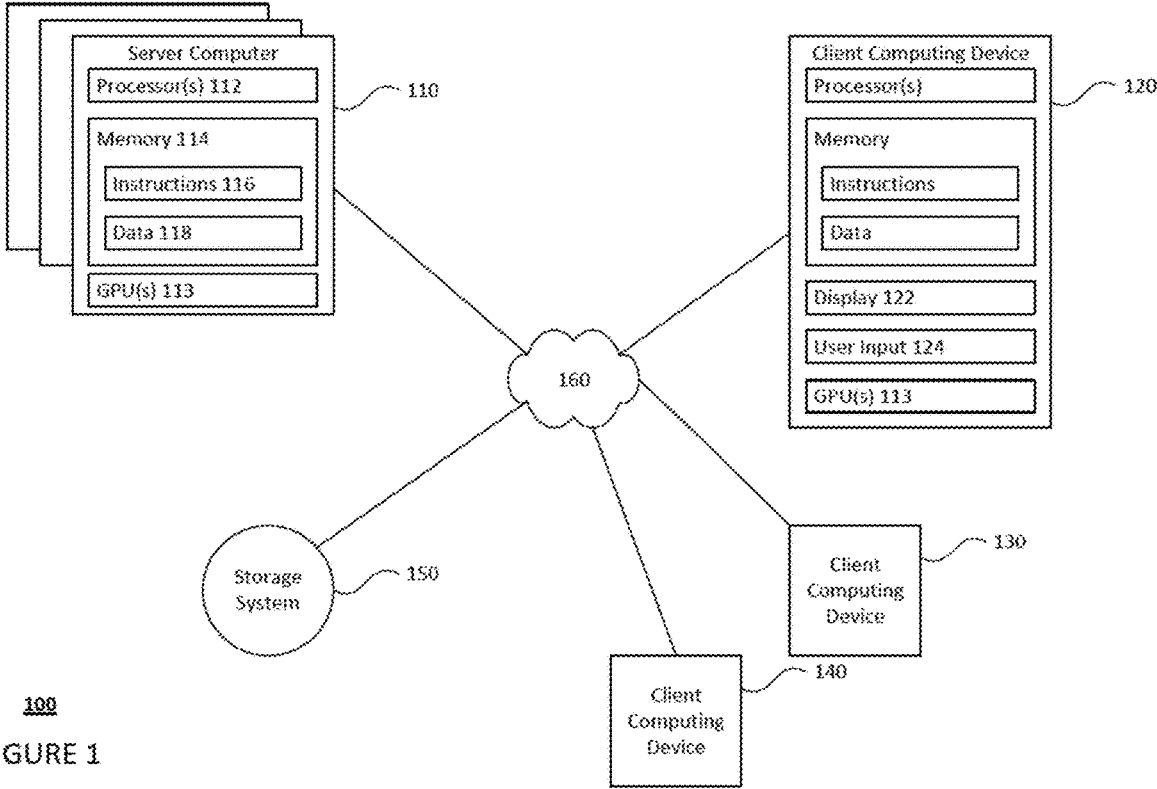 Server Computer
Processor(s) 112
110
Memory 114
Instructions 116
Data 118
GPU(s) 113
Client Computing Device
Processor(s)
120
Memory
Instructions
Data
Display 122
User Input 124
GPU(s) 113
160
Storage
System
150
Client
Computing
Device
130
Client
Computing
Device
140
100
GURE 1